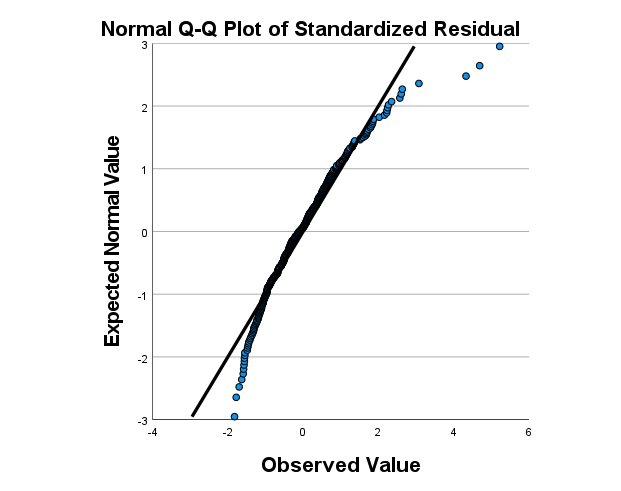 Normal Q-Q Plot of Standardized Residual
Expected Normal Value
3
2
1
0
-1
-2
-3
-4 -2 0 2 4 6
Observed Value